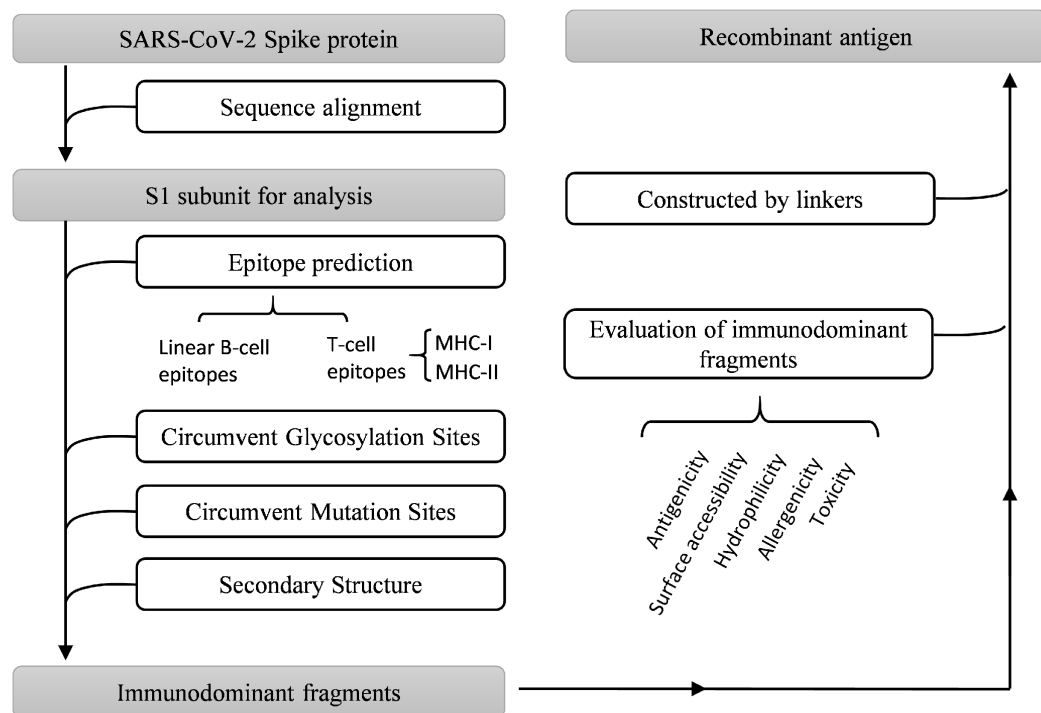 SARS-CoV-2 Spike protein
Sequence alignment
S1 subunit for analysis
Epitope prediction
Linear B-cell
epitopes
T-cell
epitopes
MHC-I
MHC-II
Circumvent Glycosylation Sites
Circumvent Mutation Sites
Secondary Structure
Immunodominant fragments
Recombinant antigen
Constructed by linkers
Evaluation of immunodominant
fragments
Antigenicity
Surface accessibility
Hydrophilicity
Allergenicity
Toxicity